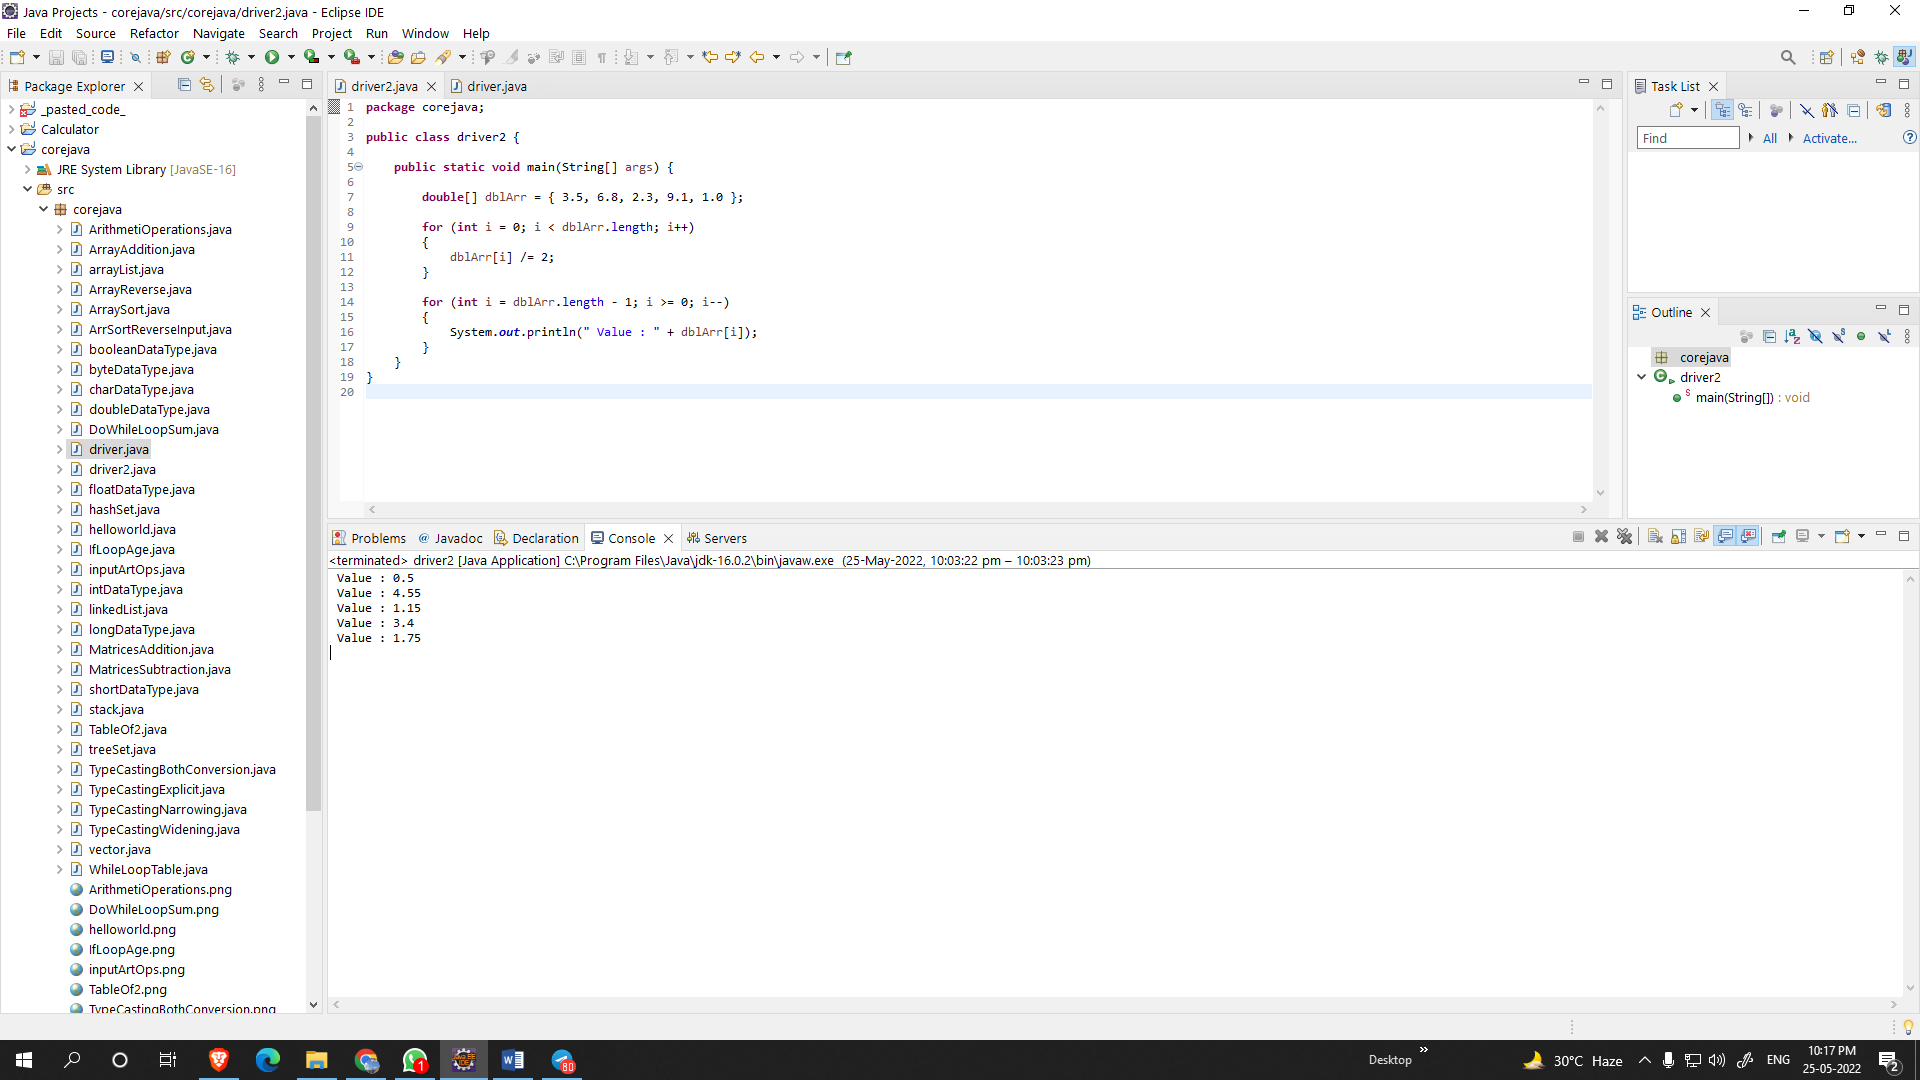 Java Projects - corejava/src/corejava/driver2.java - Eclipse IDE
File Edit Source Refactor Navigate Search Project Run Window Help
Package Explorer
_pasted_code_
Calculator
corejava
JRE System Library [JavaSE-16]
src
corejava
ArithmetiOperations.java
ArrayAddition.java
arrayList.java
ArrayReverse.java
ArraySort.java
ArrSortReverseInput.java
booleanDataType.java
byteDataType.java
charDataType.java
doubleDataType.java
DoWhileLoopSum.java
driver.java
driver2.java
floatDataType.java
hashSet.java
helloworld.java
IfLoopAge.java
inputArtOps.java
intDataType.java
linkedList.java
longDataType.java
MatricesAddition.java
MatricesSubtraction.java
shortDataType.java
stack.java
TableOf2.java
treeSet.java
TypeCastingBothConversion.java
TypeCastingExplicit.java
TypeCastingNarrowing.java
TypeCastingWidening.java
vector.java
WhileLoopTable.java
ArithmetiOperations.png
DoWhileLoopSum.png
helloworld.png
IfLoopAge.png
inputArtOps.png
TableOf2.png
TypeCastingBothConversion.png
driver2.java driver.java
1 package corejava;
2
3 public class driver2 {
4
5 public static void main(String[] args) {
6
7 double[] dblArr = { 3.5, 6.8, 2.3, 9.1, 1.0 };
8
9 for (int i = 0; i < dblArr.length; i++)
10 {
11 dblArr[i] /= 2;
12 }
13
14 for (int i = dblArr.length - 1; i >= 0; i--)
15 {
16 System.out.println(" Value : " + dblArr[i]);
17 }
18 }
19 }
20
Task List
Find All Activate...
Outline
corejava
driver2
main(String[]) : void
Problems @ Javadoc Declaration Console Servers
<terminated> driver2 [Java Application] C:\Program Files\Java\jdk-16.0.2\bin\javaw.exe (25-May-2022, 10:03:22 pm – 10:03:23 pm)
Value : 0.5
Value : 4.55
Value : 1.15
Value : 3.4
Value : 1.75
Desktop »
30°C Haze
ENG
10:17 PM
25-05-2022
1
80
2